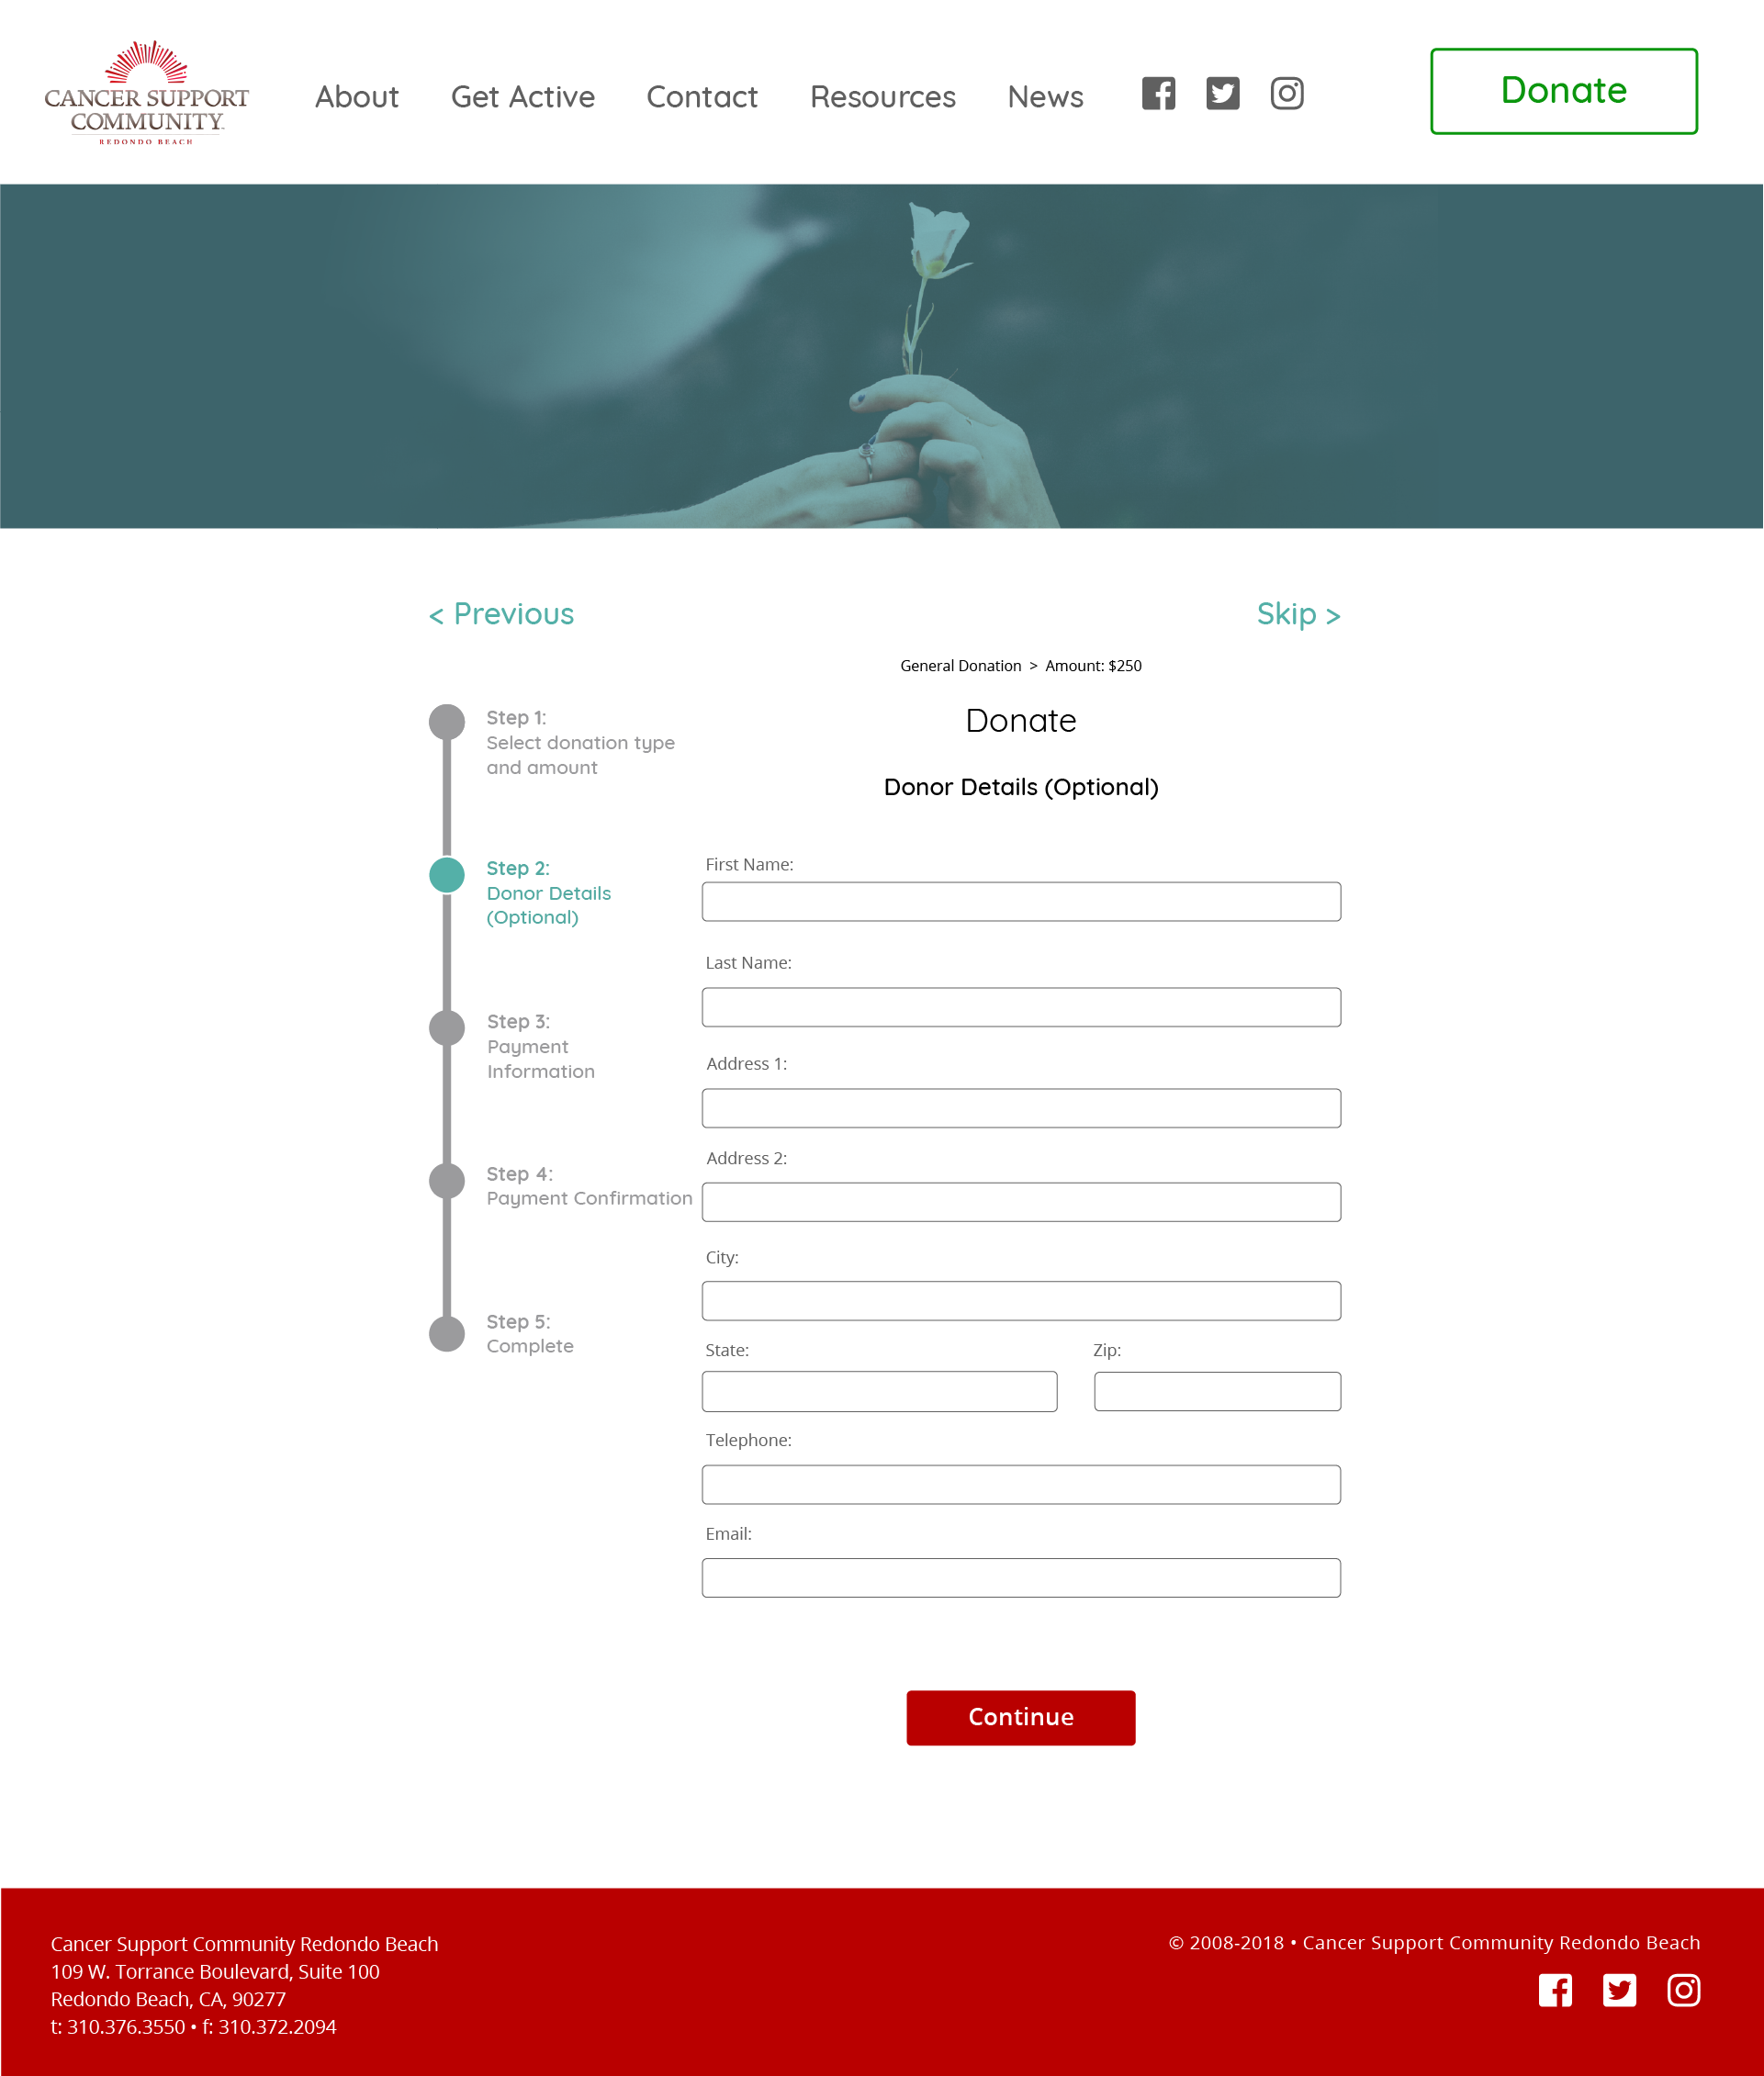 CANCER SUPPORT
COMMUNITY
REDONDO BEACH
About Get Active Contact Resources News
Donate
< Previous
Skip >
General Donation > Amount: $250
Donate
Donor Details (Optional)
Step 1:
Select donation type
and amount
Step 2:
Donor Details
(Optional)
Step 3:
Payment
Information
Step 4:
Payment Confirmation
Step 5:
Complete
First Name:
Last Name:
Address 1:
Address 2:
City:
State: Zip:
Telephone:
Email:
Continue
Cancer Support Community Redondo Beach
109 W. Torrance Boulevard, Suite 100
Redondo Beach, CA, 90277
t: 310.376.3550 • f: 310.372.2094
© 2008-2018 • Cancer Support Community Redondo Beach